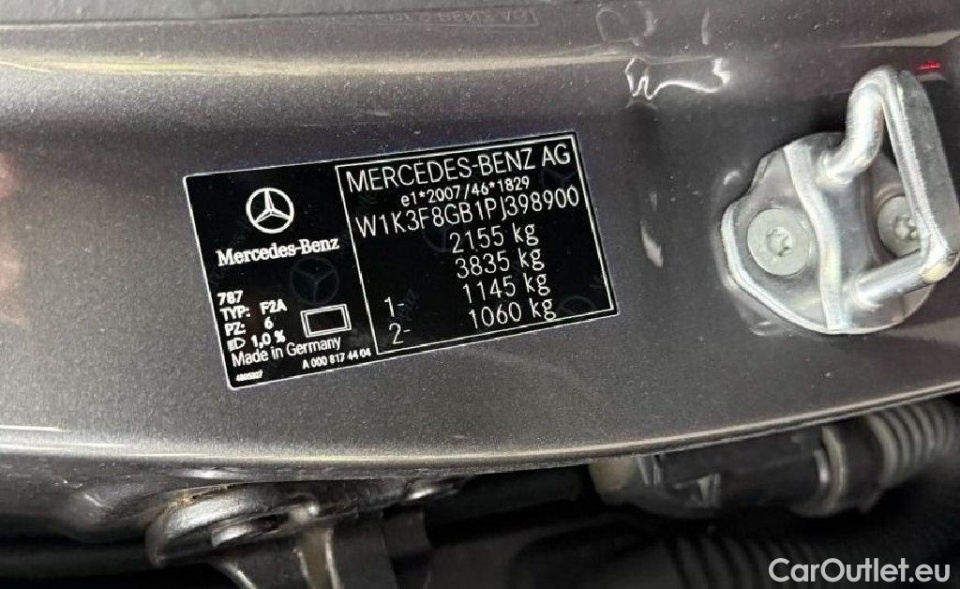 MERCEDES-BENZ AG
e1*2007/46*1829
W1K3F8GB1PJ398900
2155 kg
3835 kg
1- 1145 kg
2- 1060 kg
Mercedes-Benz
787
TYP: F2A
PZ: 6
1,0 %
Made in Germany
A 000 817 44 04
CarOutlet.eu